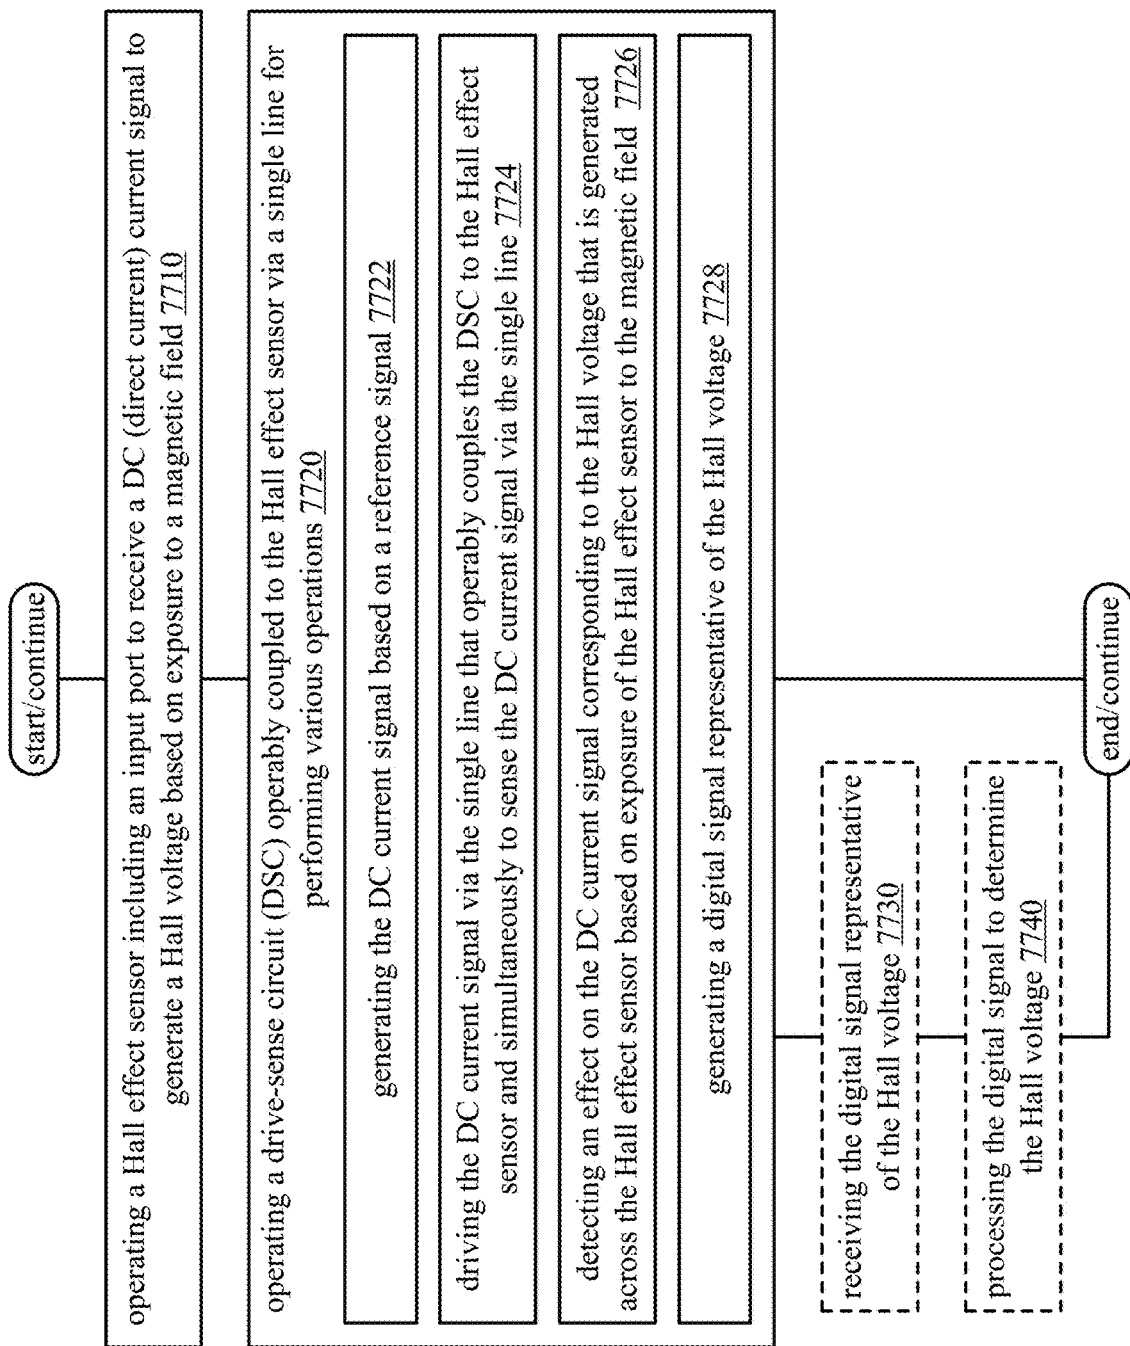 start/continue
operating a Hall effect sensor including an input port to receive a DC (direct current) current signal to
generate a Hall voltage based on exposure to a magnetic field 7710
operating a drive-sense circuit (DSC) operably coupled to the Hall effect sensor via a single line for
performing various operations 7720
generating the DC current signal based on a reference signal 7722
driving the DC current signal via the single line that operably couples the DSC to the Hall effect
sensor and simultaneously to sense the DC current signal via the single line 7724
detecting an effect on the DC current signal corresponding to the Hall voltage that is generated
across the Hall effect sensor based on exposure of the Hall effect sensor to the magnetic field 7726
generating a digital signal representative of the Hall voltage 7728
receiving the digital signal representative
of the Hall voltage 7730
processing the digital signal to determine
the Hall voltage 7740
end/continue